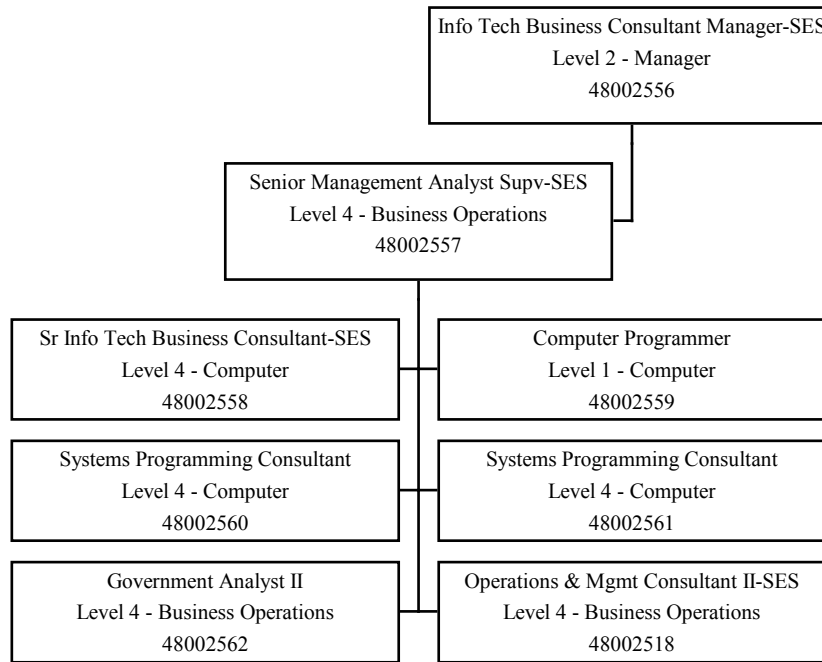 Info Tech Business Consultant Manager-SES
Level 2 - Manager
48002556
Senior Management Analyst Supv-SES
Level 4 - Business Operations
48002557
Sr Info Tech Business Consultant-SES
Level 4 - Computer
48002558
Computer Programmer
Level 1 - Computer
48002559
Systems Programming Consultant
Level 4 - Computer
48002560
Systems Programming Consultant
Level 4 - Computer
48002561
Government Analyst II
Level 4 - Business Operations
48002562
Operations & Mgmt Consultant II-SES
Level 4 - Business Operations
48002518